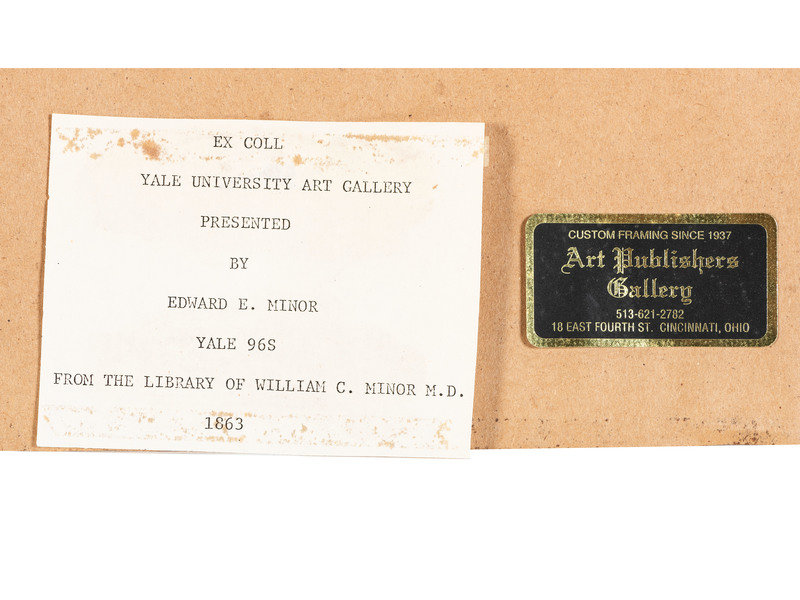 EX COLL
YALE UNIVERSITY ART GALLERY
PRESENTED
BY
EDWARD E. MINOR
YALE 96S
FROM THE LIBRARY OF WILLIAM C. MINOR M.D.
1863
CUSTOM FRAMING SINCE 1937
Art Publishers
Gallery
513-621-2782
18 EAST FOURTH ST. CINCINNATI, OHIO